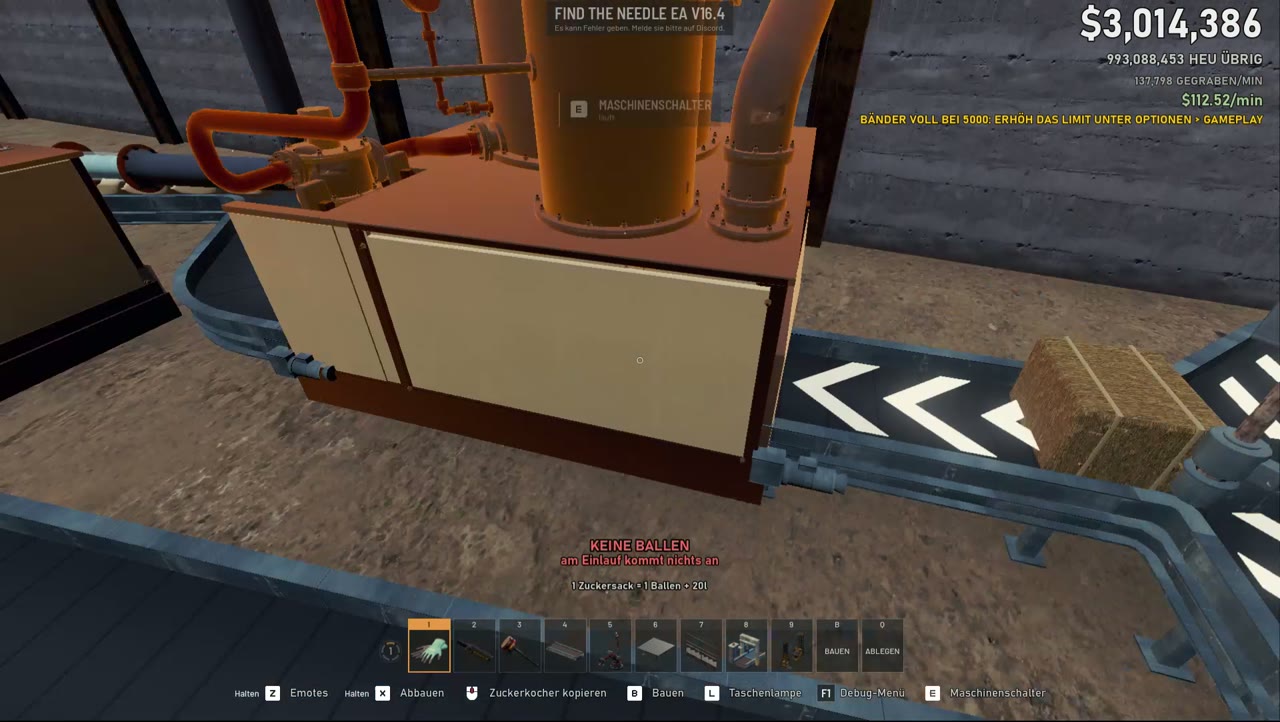 FIND THE NEEDLE EA V16.4
Es kann Fehler geben. Melde sie bitte auf Discord.
$3,014,386
993,088,453 HEU ÜBRIG
137,798 GEGRABEN/MIN
$112.52/min
BÄNDER VOLL BEI 5000: ERHÖH DAS LIMIT UNTER OPTIONEN > GAMEPLAY
E MASCHINENSCHALTER
läuft
KEINE BALLEN
am Einlauf kommt nichts an
1 Zuckersack = 1 Ballen + 20l
1 2 3 4 5 6 7 8 9 B 0
T
BAUEN ABLEGEN
Halten Z Emotes Halten X Abbauen Zuckerkocher kopieren B Bauen L Taschenlampe F1 Debug-Menü E Maschinenschalter